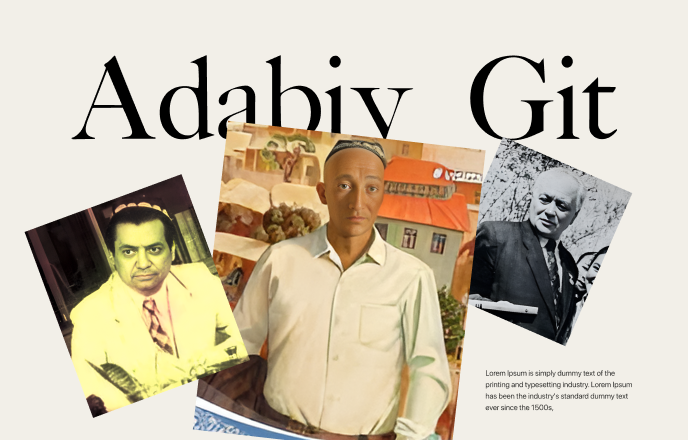 Adabiy Git
Lorem Ipsum is simply dummy text of the
printing and typesetting industry. Lorem Ipsum
has been the industry's standard dummy text
ever since the 1500s,